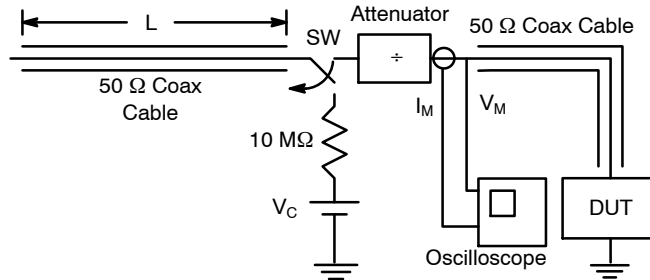 L
SW
Attenuator
÷
50 Ω Coax Cable
50 Ω Coax
Cable
I_M
V_M
10 MΩ
V_C
DUT
Oscilloscope